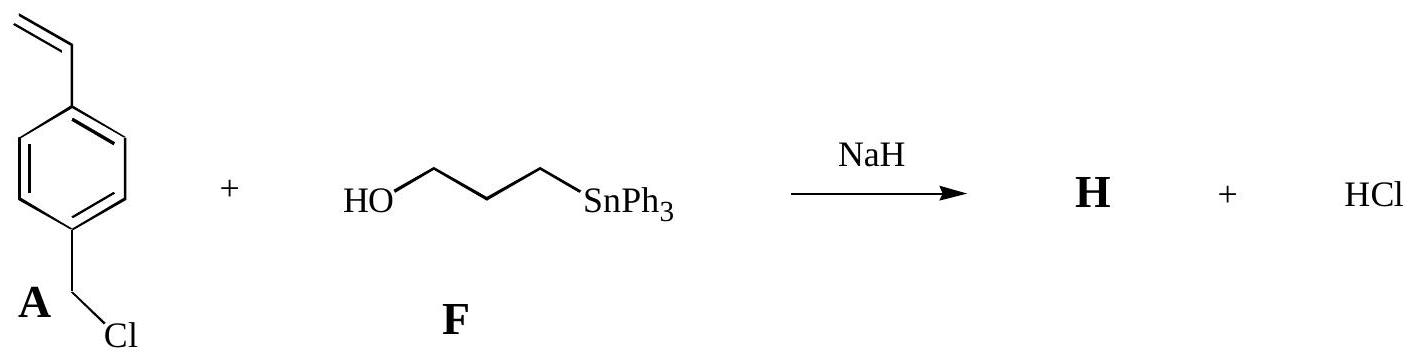 NaH
+ HO SnPh3 H + HCl
A F
Cl